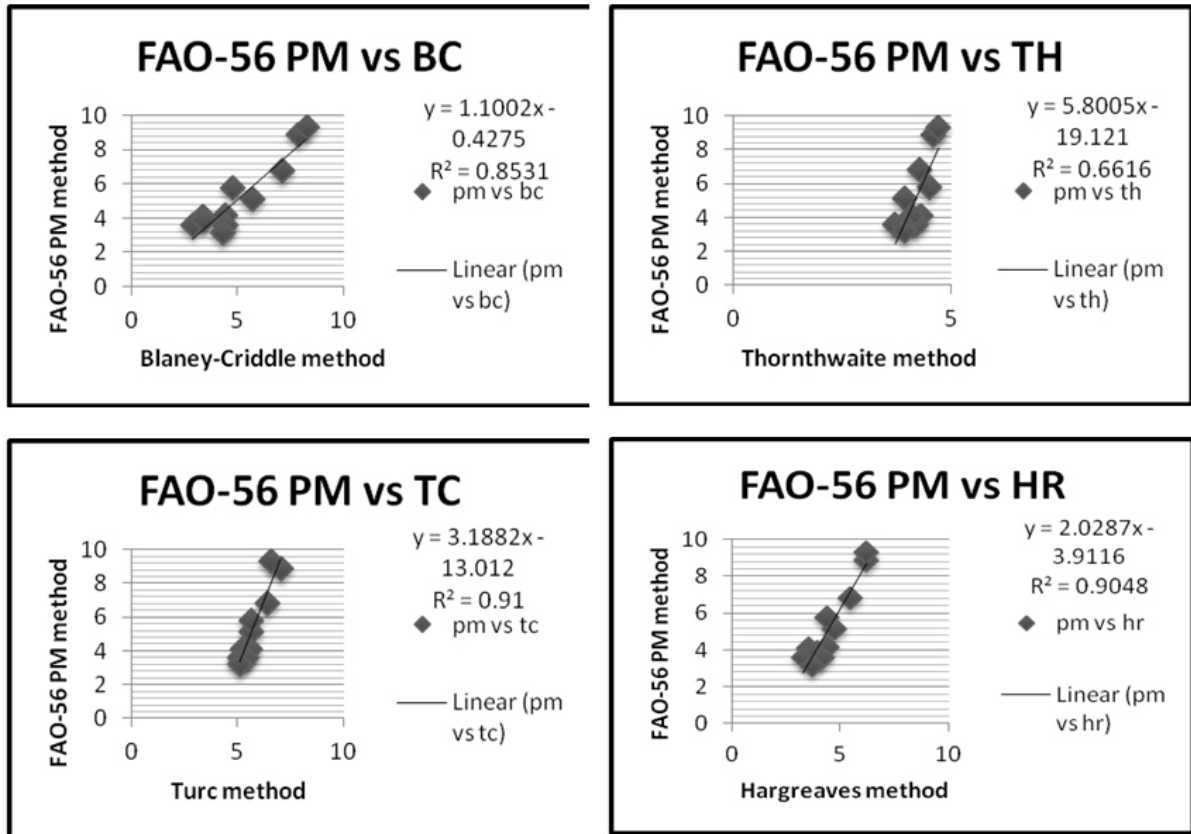 FAO-56 PM vs BC
FAO-56 PM method
10
8
6
4
2
0
0
5
10
Blaney-Criddle method
y = 1.1002x -
0.4275
R² = 0.8531
pm vs bc
Linear (pm
vs bc)
FAO-56 PM vs TH
FAO-56 PM method
10
8
6
4
2
0
0
5
Thornthwaite method
y = 5.8005x -
19.121
R² = 0.6616
pm vs th
Linear (pm
vs th)
FAO-56 PM vs TC
FAO-56 PM method
10
8
6
4
2
0
0
5
10
Turc method
y = 3.1882x -
13.012
R² = 0.91
pm vs tc
Linear (pm
vs tc)
FAO-56 PM vs HR
FAO-56 PM method
10
8
6
4
2
0
0
5
10
Hargreaves method
y = 2.0287x -
3.9116
R² = 0.9048
pm vs hr
Linear (pm
vs hr)